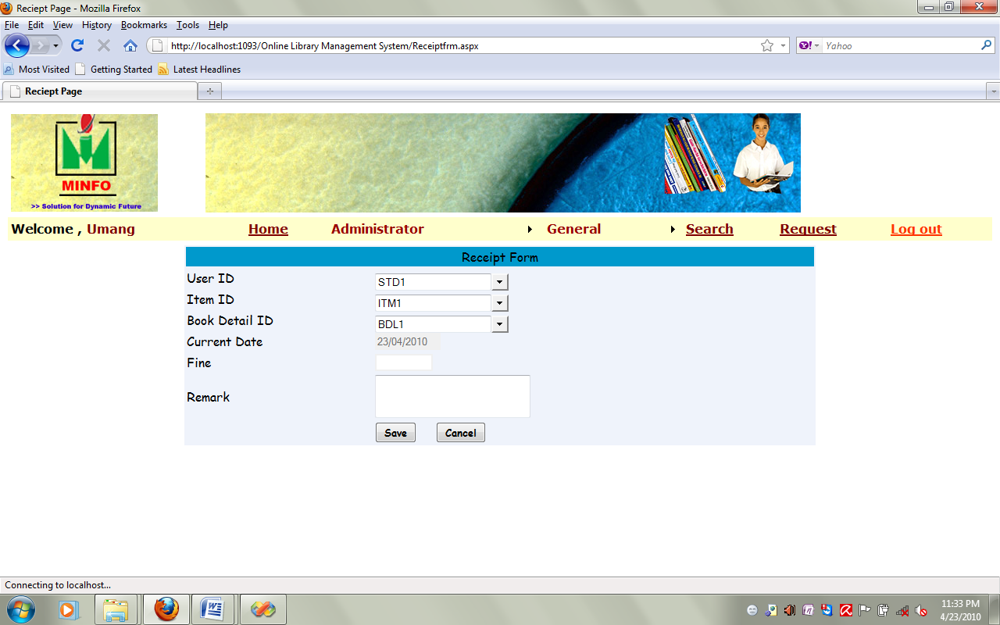 Reciept Page - Mozilla Firefox
File Edit View History Bookmarks Tools Help
http://localhost:1093/Online Library Management System/Receiptfrm.aspx
Y! Yahoo
Most Visited Getting Started Latest Headlines
Reciept Page
MINFO
>> Solution for Dynamic Future
Welcome , Umang Home Administrator General Search Request Log out
Receipt Form
User ID STD1
Item ID ITM1
Book Detail ID BDL1
Current Date 23/04/2010
Fine
Remark
Save Cancel
Connecting to localhost...
11:33 PM
4/23/2010